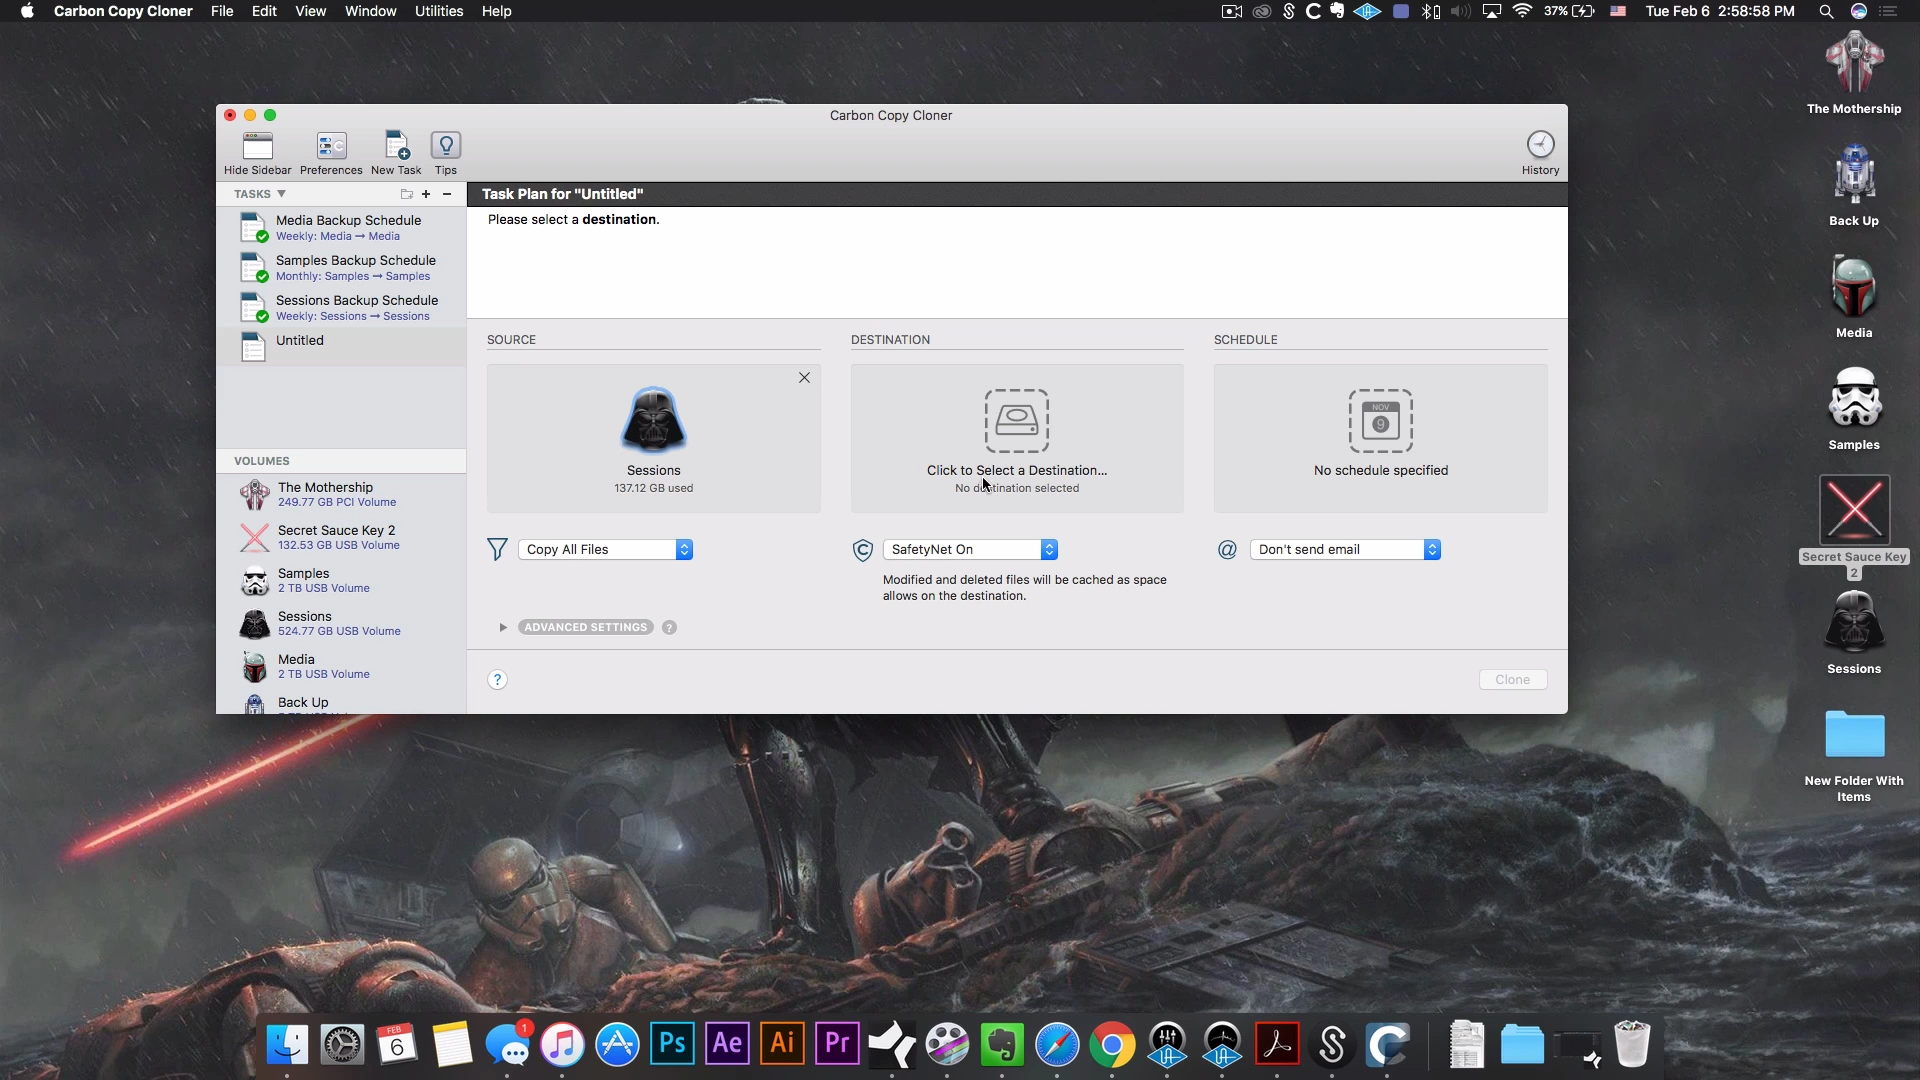 Carbon Copy Cloner File Edit View Window Utilities Help
37% Tue Feb 6 2:58:58 PM
Carbon Copy Cloner
Hide Sidebar Preferences New Task Tips
History
TASKS
Media Backup Schedule
Weekly: Media → Media
Samples Backup Schedule
Monthly: Samples → Samples
Sessions Backup Schedule
Weekly: Sessions → Sessions
Untitled
VOLUMES
The Mothership
249.77 GB PCI Volume
Secret Sauce Key 2
132.53 GB USB Volume
Samples
2 TB USB Volume
Sessions
524.77 GB USB Volume
Media
2 TB USB Volume
Back Up
Task Plan for "Untitled"
Please select a destination.
SOURCE
Sessions
137.12 GB used
Copy All Files
ADVANCED SETTINGS ?
?
DESTINATION
Click to Select a Destination...
No destination selected
SafetyNet On
Modified and deleted files will be cached as space
allows on the destination.
SCHEDULE
NOV
9
No schedule specified
@ Don't send email
Clone
The Mothership
Back Up
Media
Samples
Secret Sauce Key
2
Sessions
New Folder With
Items
FEB
6
1
Ps Ae Ai Pr